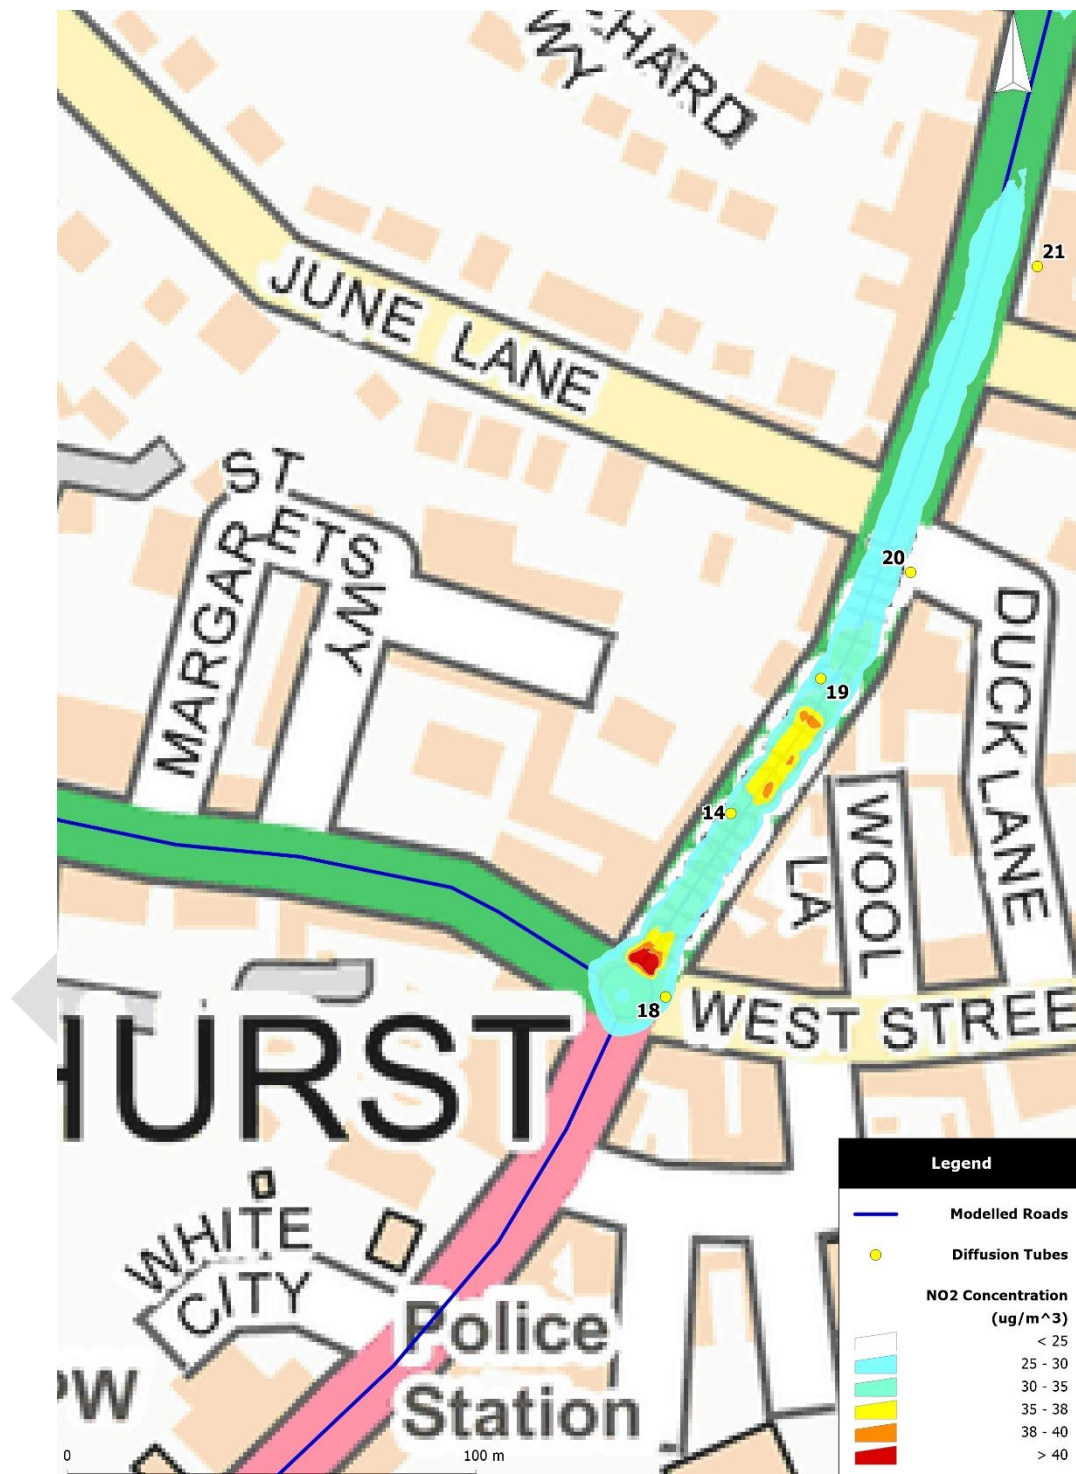 CHARD
WY
21
JUNE LANE
ST
MARGARETS WY
20
19
14
DUCK LANE
WOOL
LA
18
WEST STREE
HURST
WHITE
CITY
Police
Station
PW
0
100 m
Legend
Modelled Roads
Diffusion Tubes
NO2 Concentration
(ug/m^3)
< 25
25 - 30
30 - 35
35 - 38
38 - 40
> 40